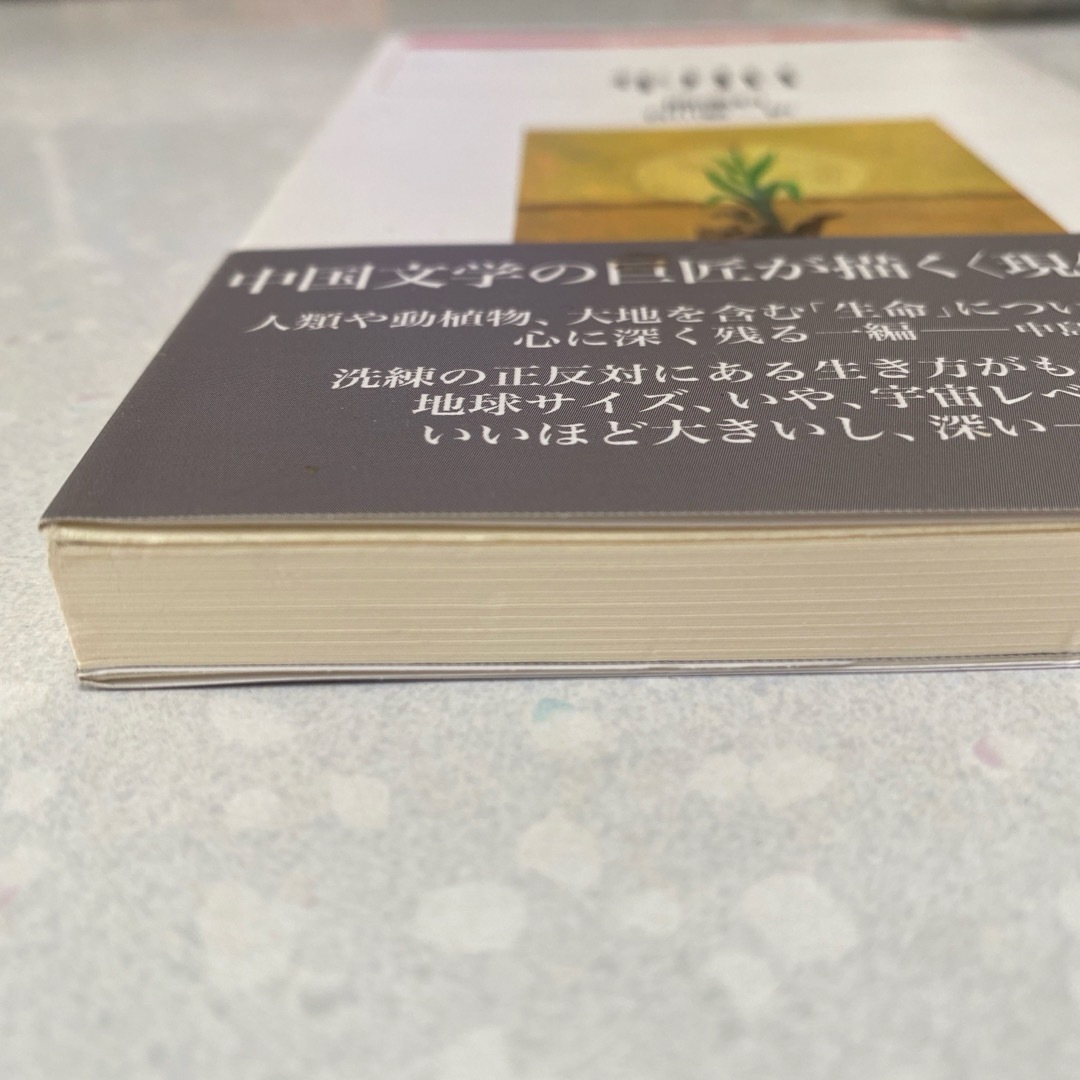 中国文学の巨匠が描く〈現
人類や動植物、大地を含む「生命」につい
心に深く残る一編――中島
洗練の正反対にある生き方がも
地球サイズ、いや、宇宙レベ
いいほど大きいし、深い